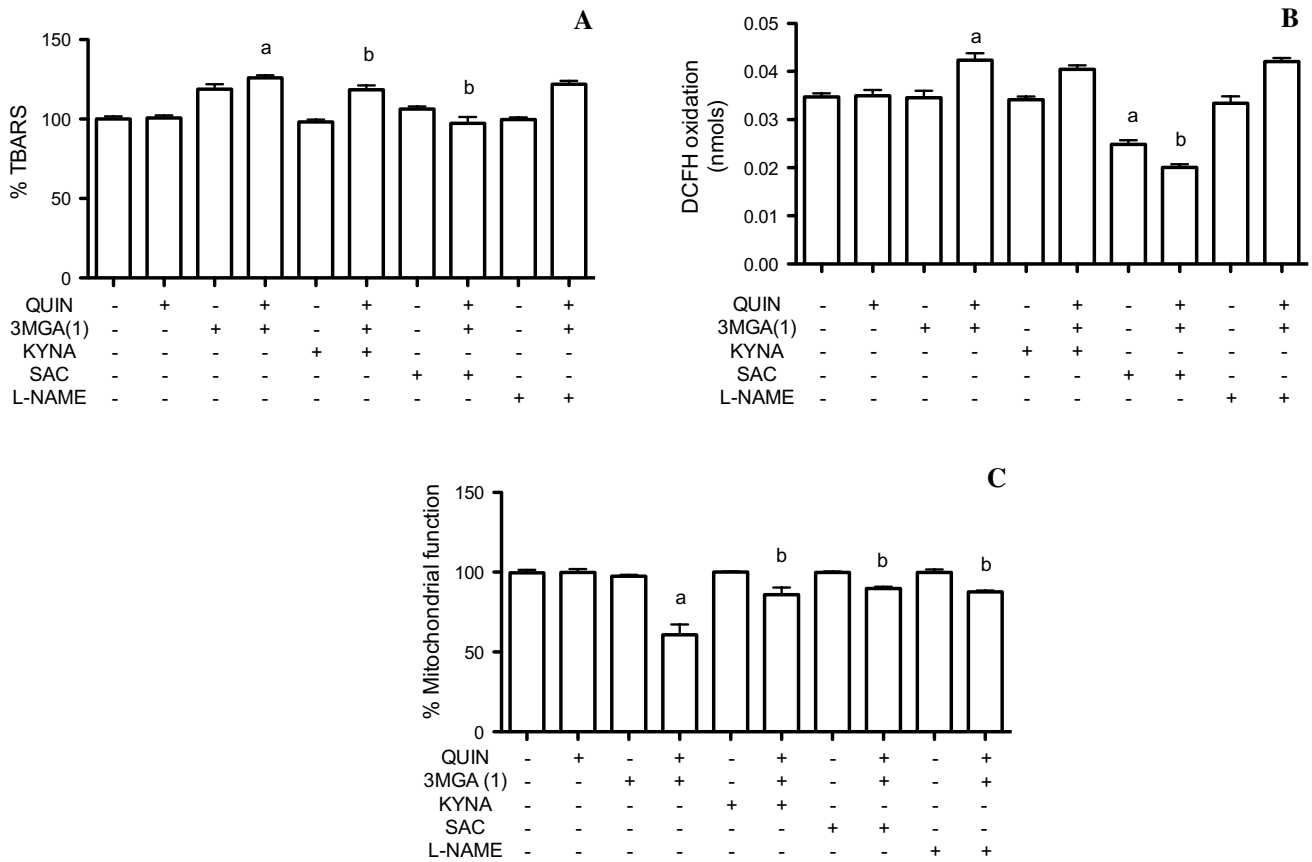 A
% TBARS
150
100
50
0
a
b
b
QUIN - + - + - + - + - +
3MGA(1) - - + + - + - + - +
KYNA - - - - + + - - - -
SAC - - - - - - + + - -
L-NAME - - - - - - - - + +
B
DCFH oxidation
(nmols)
0.05
0.04
0.03
0.02
0.01
0.00
a
a
b
QUIN - + - + - + - + - +
3MGA(1) - - + + - + - + - +
KYNA - - - - + + - - - -
SAC - - - - - - + + - -
L-NAME - - - - - - - - + +
C
% Mitochondrial function
150
100
50
0
a
b
b
b
QUIN - + - + - + - + - +
3MGA (1) - - + + - + - + - +
KYNA - - - - + + - - - -
SAC - - - - - - + + - -
L-NAME - - - - - - - - + +